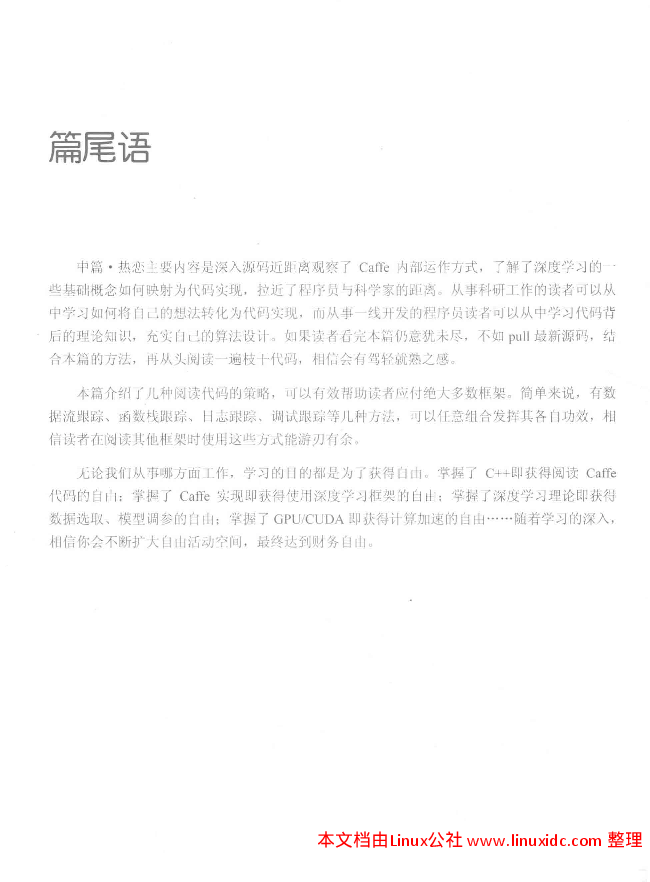 篇尾语
中篇·热恋主要内容是深入源码近距离观察了 Caffe 内部运作方式，了解了深度学习的一
些基础概念如何映射为代码实现，拉近了程序员与科学家的距离。从事科研工作的读者可以从
中学习如何将自己的想法转化为代码实现，而从事一线开发的程序员读者可以从中学习代码背
后的理论知识，充实自己的算法设计。如果读者看完本篇仍意犹未尽，不如 pull 最新源码，结
合本篇的方法，再从头阅读一遍枝干代码，相信会有驾轻就熟之感。
本篇介绍了几种阅读代码的策略，可以有效帮助读者应付绝大多数框架。简单来说，有数
据流跟踪、函数栈跟踪、日志跟踪、调试跟踪等几种方法，可以任意组合发挥其各自功效，相
信读者在阅读其他框架时使用这些方式能游刃有余。
无论我们从事哪方面工作，学习的目的都是为了获得自由。掌握了 C++即获得阅读 Caffe
代码的自由；掌握了 Caffe 实现即获得使用深度学习框架的自由；掌握了深度学习理论即获得
数据选取、模型调参的自由；掌握了 GPU/CUDA 即获得计算加速的自由……随着学习的深入，
相信你会不断扩大自由活动空间，最终达到财务自由。
本文档由Linux公社 www.linuxidc.com 整理